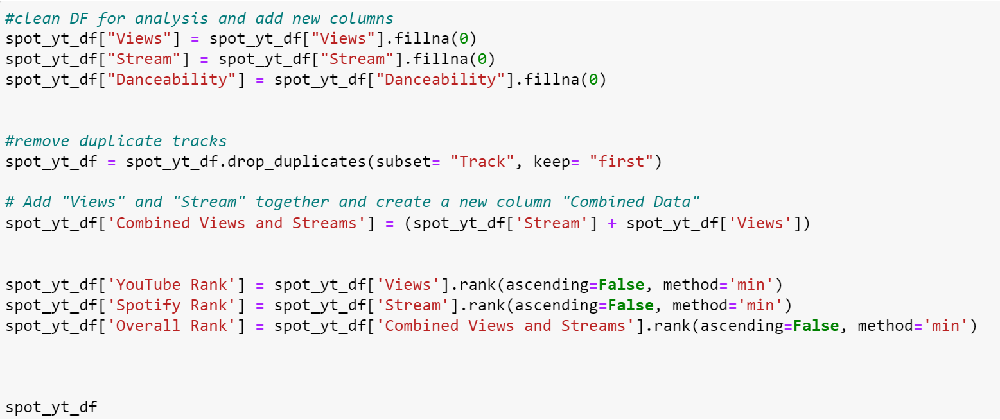 #clean DF for analysis and add new columns
spot_yt_df["Views"] = spot_yt_df["Views"].fillna(0)
spot_yt_df["Stream"] = spot_yt_df["Stream"].fillna(0)
spot_yt_df["Danceability"] = spot_yt_df["Danceability"].fillna(0)
#remove duplicate tracks
spot_yt_df = spot_yt_df.drop_duplicates(subset= "Track", keep= "first")
# Add "Views" and "Stream" together and create a new column "Combined Data"
spot_yt_df['Combined Views and Streams'] = (spot_yt_df['Stream'] + spot_yt_df['Views'])
spot_yt_df['YouTube Rank'] = spot_yt_df['Views'].rank(ascending=False, method='min')
spot_yt_df['Spotify Rank'] = spot_yt_df['Stream'].rank(ascending=False, method='min')
spot_yt_df['Overall Rank'] = spot_yt_df['Combined Views and Streams'].rank(ascending=False, method='min')
spot_yt_df